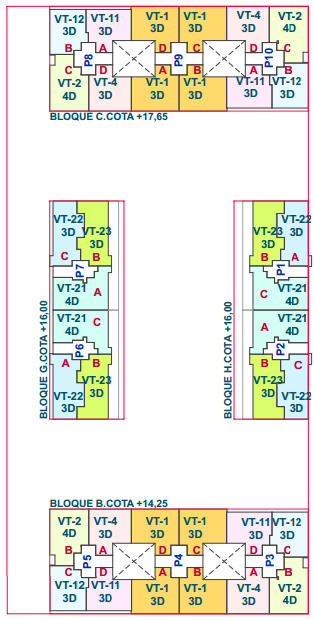 VT-12 VT-11 VT-1 VT-1 VT-4 VT-2
3D 3D 3D 3D 3D 4D
B A D C D C
P8 P9 P10
C D A B A B
VT-2 VT-4 VT-1 VT-1 VT-11 VT-12
4D 3D 3D 3D 3D 3D
BLOQUE C.COTA +17,65
VT-22 VT-23
3D 3D
C B
P7
VT-21 A
4D
VT-21 C
4D
P6
A B
VT-22 VT-23
3D 3D
BLOQUE G.COTA +16,00
VT-23 VT-22
3D 3D
B A
P1
C VT-21
4D
A VT-21
4D
P2
B C
VT-23 VT-22
3D 3D
BLOQUE H.COTA +16,00
BLOQUE B.COTA +14,25
VT-2 VT-4 VT-1 VT-1 VT-11 VT-12
4D 3D 3D 3D 3D 3D
B A D C D C
P5 P4 P3
C D A B A B
VT-12 VT-11 VT-1 VT-1 VT-4 VT-2
3D 3D 3D 3D 3D 4D